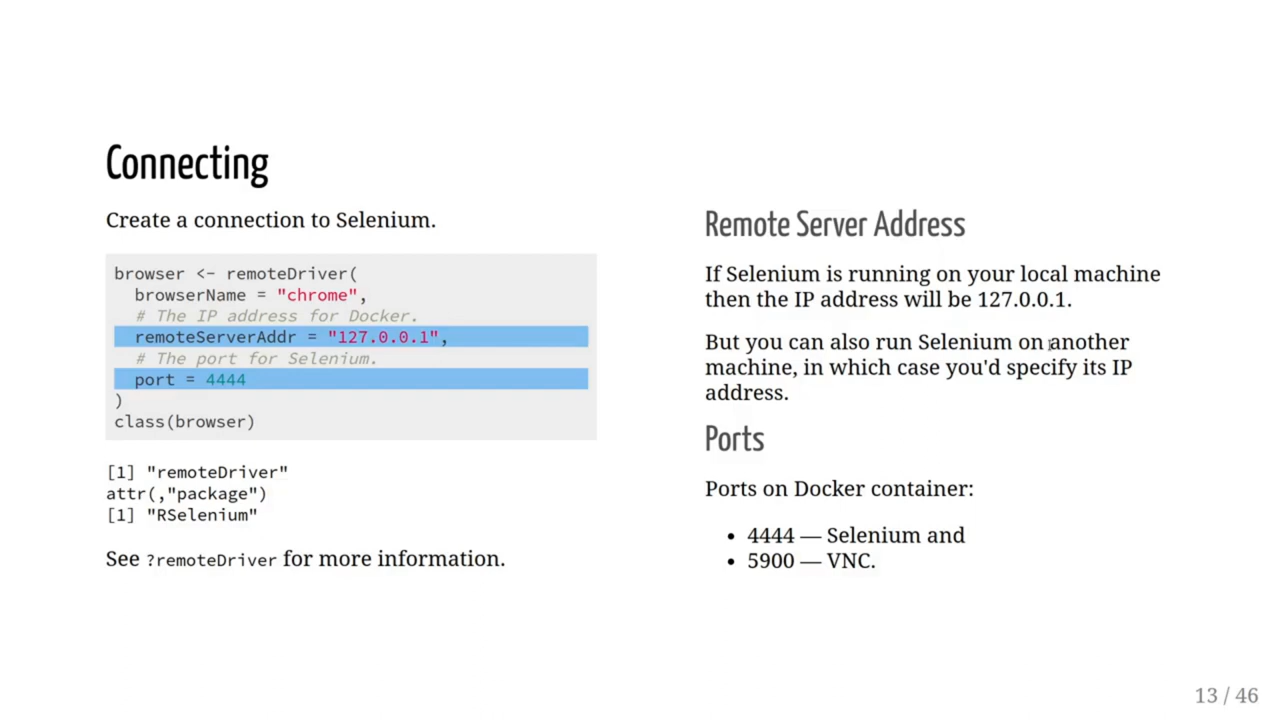 Connecting
Create a connection to Selenium.
browser <- remoteDriver(
  browserName = "chrome",
  # The IP address for Docker.
  remoteServerAddr = "127.0.0.1",
  # The port for Selenium.
  port = 4444
)
class(browser)
[1] "remoteDriver"
attr(,"package")
[1] "RSelenium"
See ?remoteDriver for more information.
Remote Server Address
If Selenium is running on your local machine
then the IP address will be 127.0.0.1.
But you can also run Selenium on another
machine, in which case you'd specify its IP
address.
Ports
Ports on Docker container:
• 4444 — Selenium and
• 5900 — VNC.
13 / 46